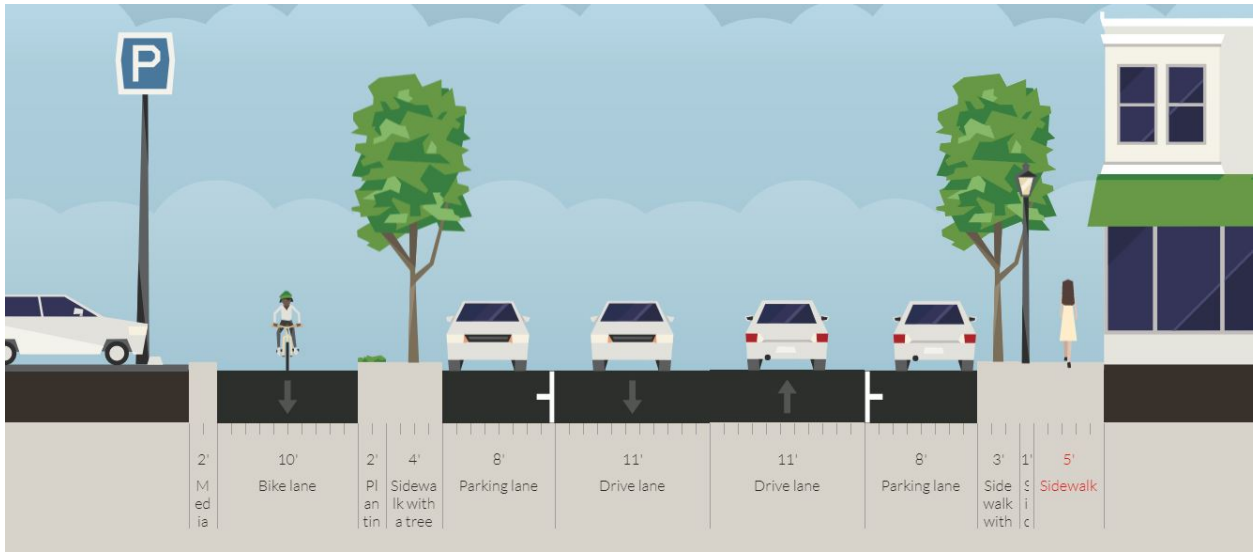 P
2'
M
ed
ia
10'
Bike lane
2'
Pl
an
tin
4'
Sidewa
lk with
a tree
8'
Parking lane
11'
Drive lane
11'
Drive lane
8'
Parking lane
3'
Side
walk
with
1'
S
i
5'
Sidewalk